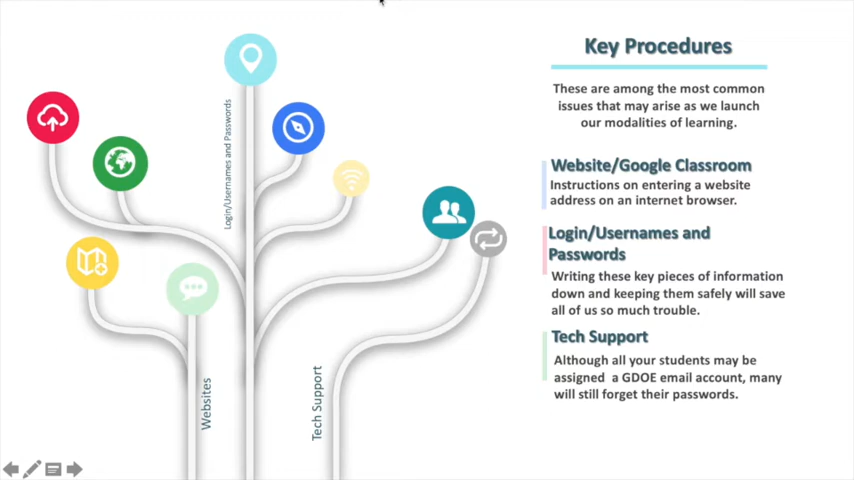 Key Procedures
These are among the most common
issues that may arise as we launch
our modalities of learning.
Website/Google Classroom
Instructions on entering a website
address on an internet browser.
Login/Usernames and
Passwords
Writing these key pieces of information
down and keeping them safely will save
all of us so much trouble.
Tech Support
Although all your students may be
assigned a GDOE email account, many
will still forget their passwords.
Login/Usernames and Passwords
Websites
Tech Support